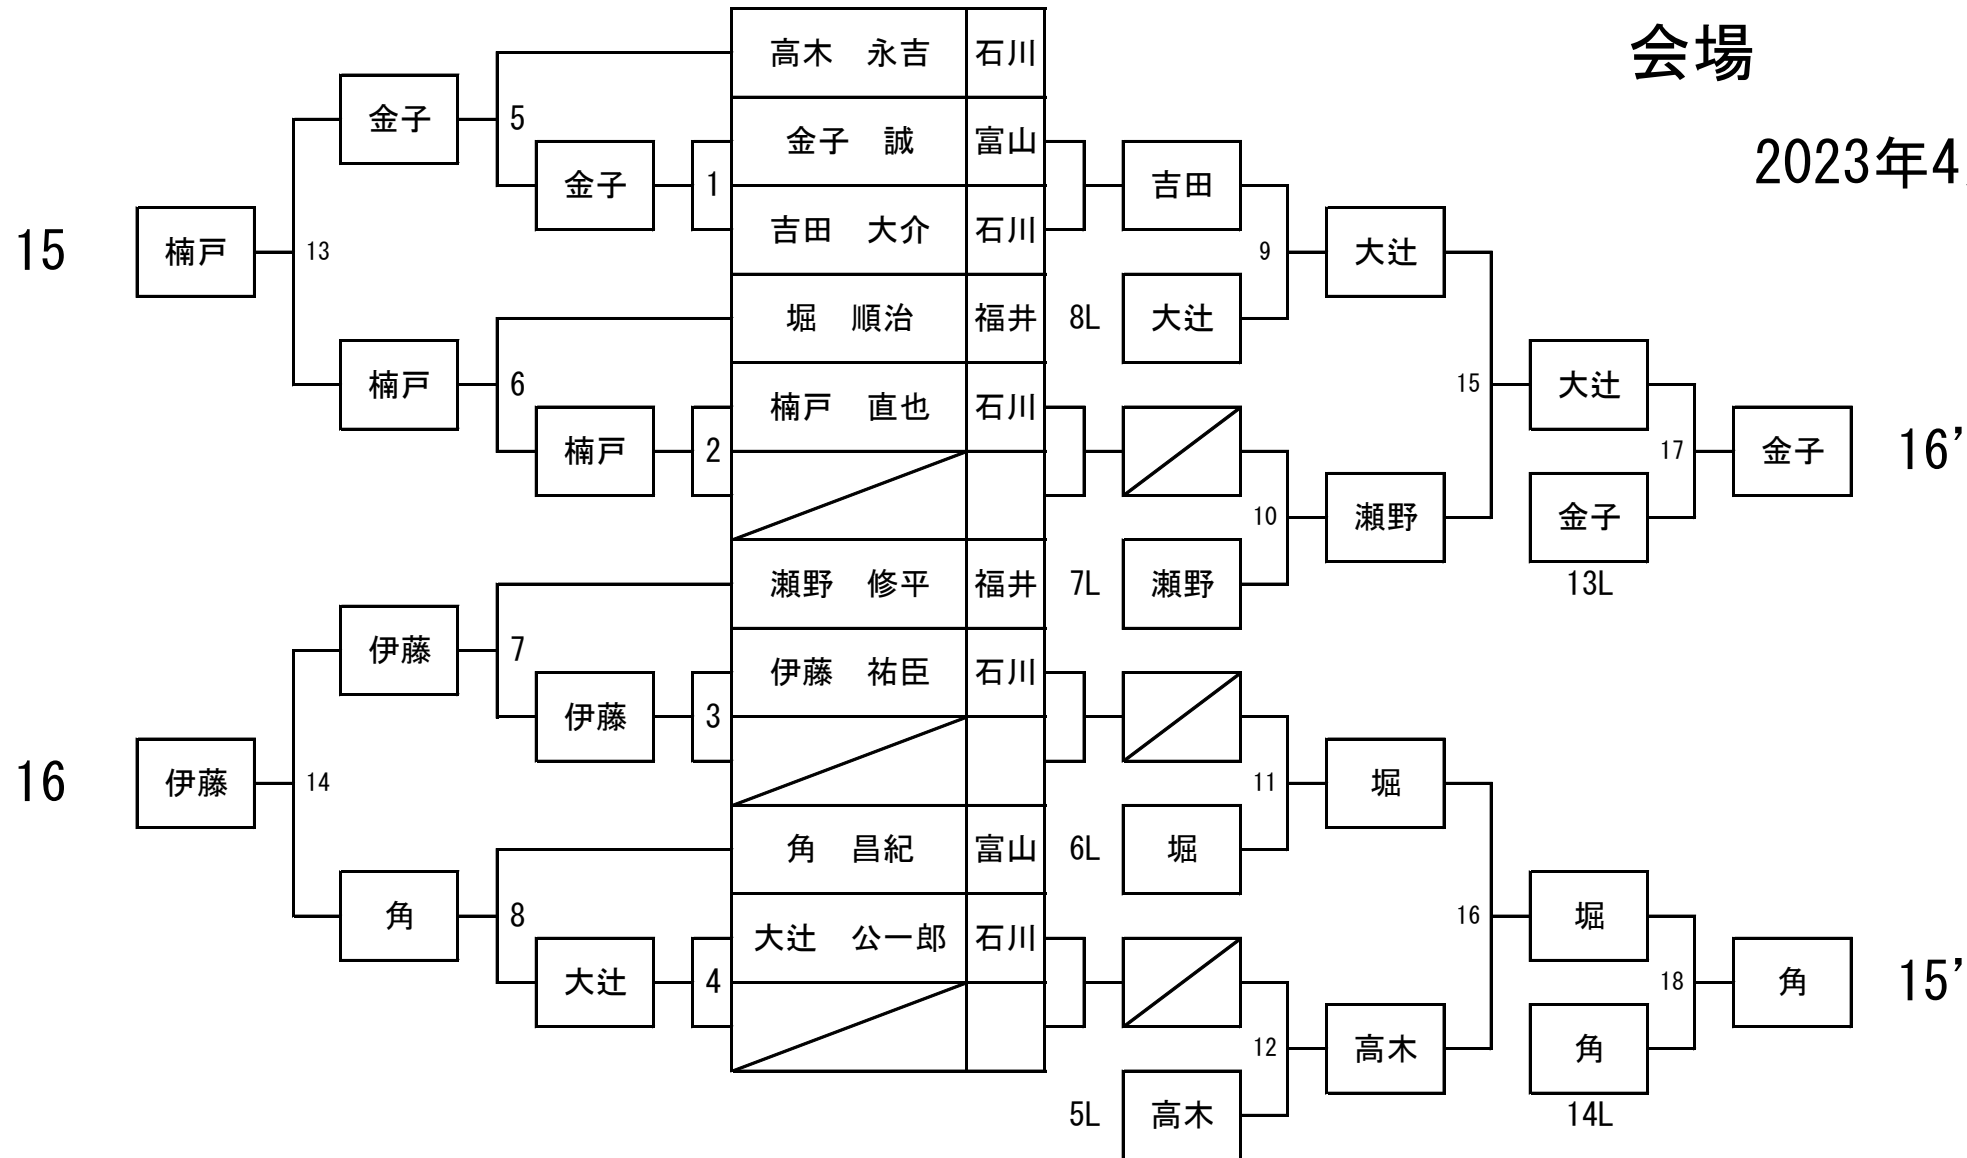 会場
2023年4
高木　永吉 石川
金子 5 金子　誠 富山
金子 1 吉田
15 楠戸 13 吉田　大介 石川 9 大辻
堀　順治 福井 8L 大辻
楠戸 6 楠戸　直也 石川 15 大辻
楠戸 2 17 金子 16’
10 瀬野 金子
瀬野　修平 福井 7L 瀬野 13L
伊藤 7 伊藤　祐臣 石川
伊藤 3
16 伊藤 14 11 堀
角　昌紀 富山 6L 堀
角 8 大辻　公一郎 石川 16 堀
大辻 4 18 角 15’
12 高木 角
5L 高木 14L